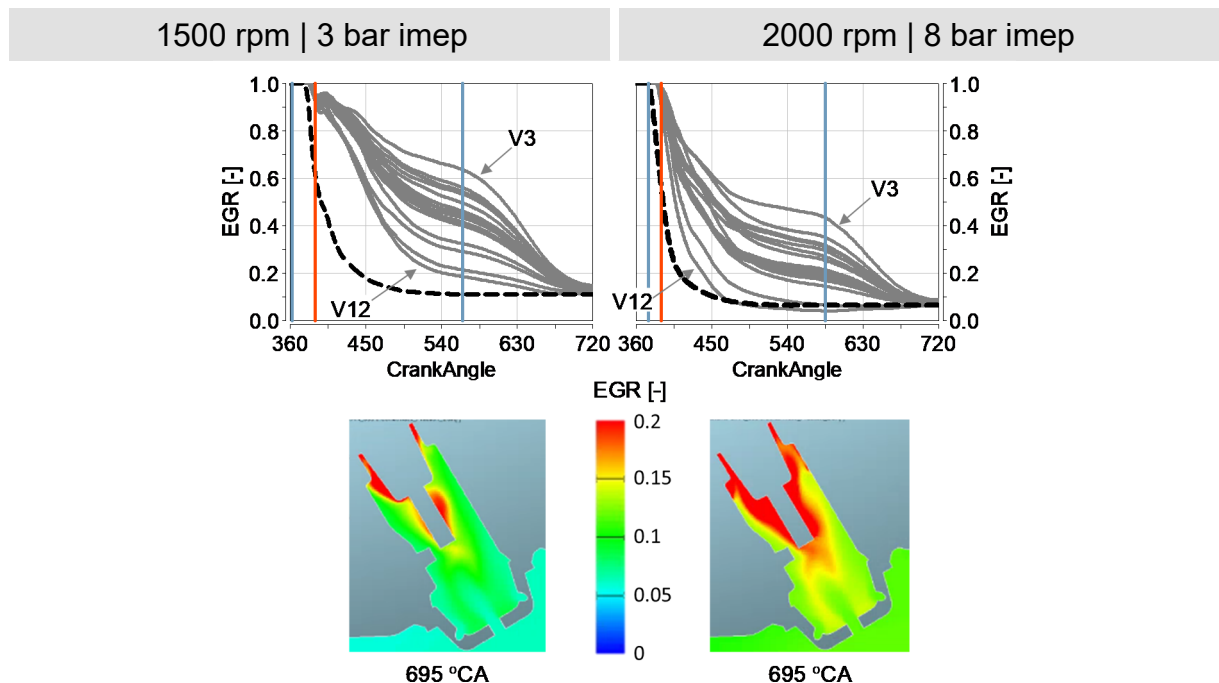 1500 rpm | 3 bar imep
2000 rpm | 8 bar imep
EGR [-]
1.0
0.8
0.6
0.4
0.2
0.0
V3
V12
360 450 540 630 720
CrankAngle
V3
V12
360 450 540 630 720
CrankAngle
1.0
0.8
0.6
0.4
0.2
0.0
EGR [-]
EGR [-]
0.2
0.15
0.1
0.05
0
695 ºCA
695 ºCA